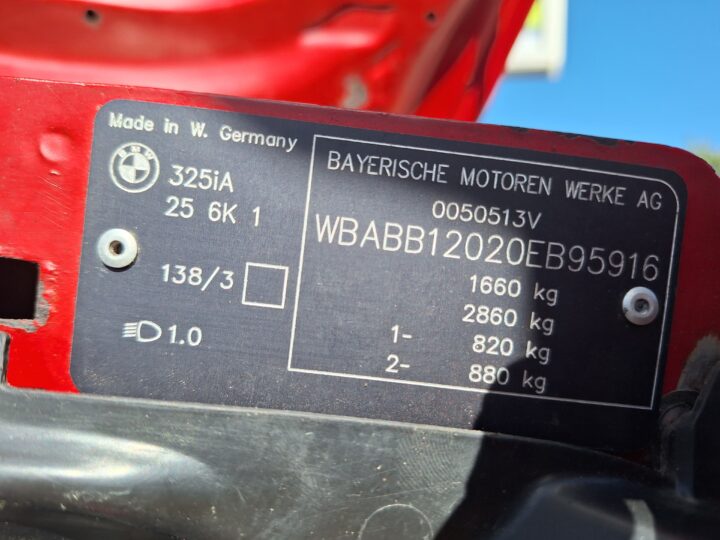 Made in W. Germany
BMW
325iA
25 6K 1
138/3
1.0
BAYERISCHE MOTOREN WERKE AG
0050513V
WBABB12020EB95916
1660 kg
2860 kg
1- 820 kg
2- 880 kg